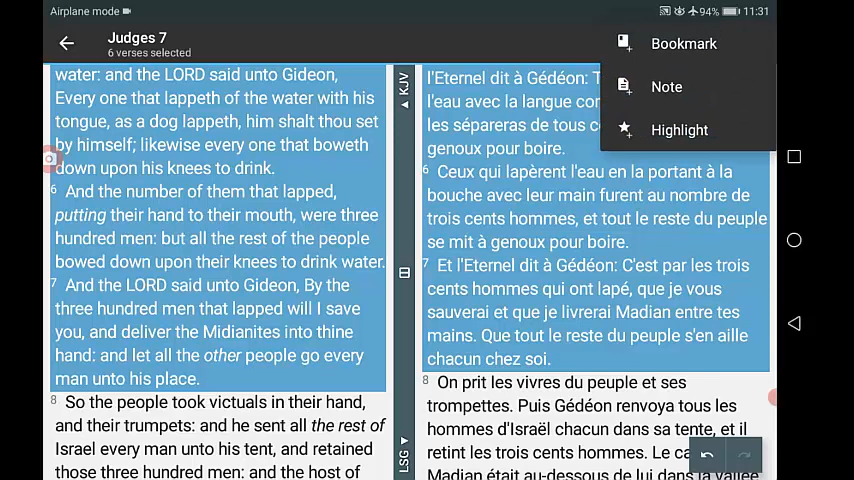 Airplane mode
94%
11:31
Judges 7
6 verses selected
Bookmark
Note
Highlight
water: and the LORD said unto Gideon,
Every one that lappeth of the water with his
tongue, as a dog lappeth, him shalt thou set
by himself; likewise every one that boweth
down upon his knees to drink.
6 And the number of them that lapped,
putting their hand to their mouth, were three
hundred men: but all the rest of the people
bowed down upon their knees to drink water.
7 And the LORD said unto Gideon, By the
three hundred men that lapped will I save
you, and deliver the Midianites into thine
hand: and let all the other people go every
man unto his place.
8 So the people took victuals in their hand,
and their trumpets: and he sent all the rest of
Israel every man unto his tent, and retained
those three hundred men: and the host of
KJV
LSG
l'Eternel dit à Gédéon:
l'eau avec la langue
les sépareras de tous
genoux pour boire.
6 Ceux qui lapèrent l'eau en la portant à la
bouche avec leur main furent au nombre de
trois cents hommes, et tout le reste du peuple
se mit à genoux pour boire.
7 Et l'Eternel dit à Gédéon: C'est par les trois
cents hommes qui ont lapé, que je vous
sauverai et que je livrerai Madian entre tes
mains. Que tout le reste du peuple s'en aille
chacun chez soi.
8 On prit les vivres du peuple et ses
trompettes. Puis Gédéon renvoya tous les
hommes d'Israël chacun dans sa tente, et il
retint les trois cents hommes. Le
Madian était au-dessous de lui dans la vallée